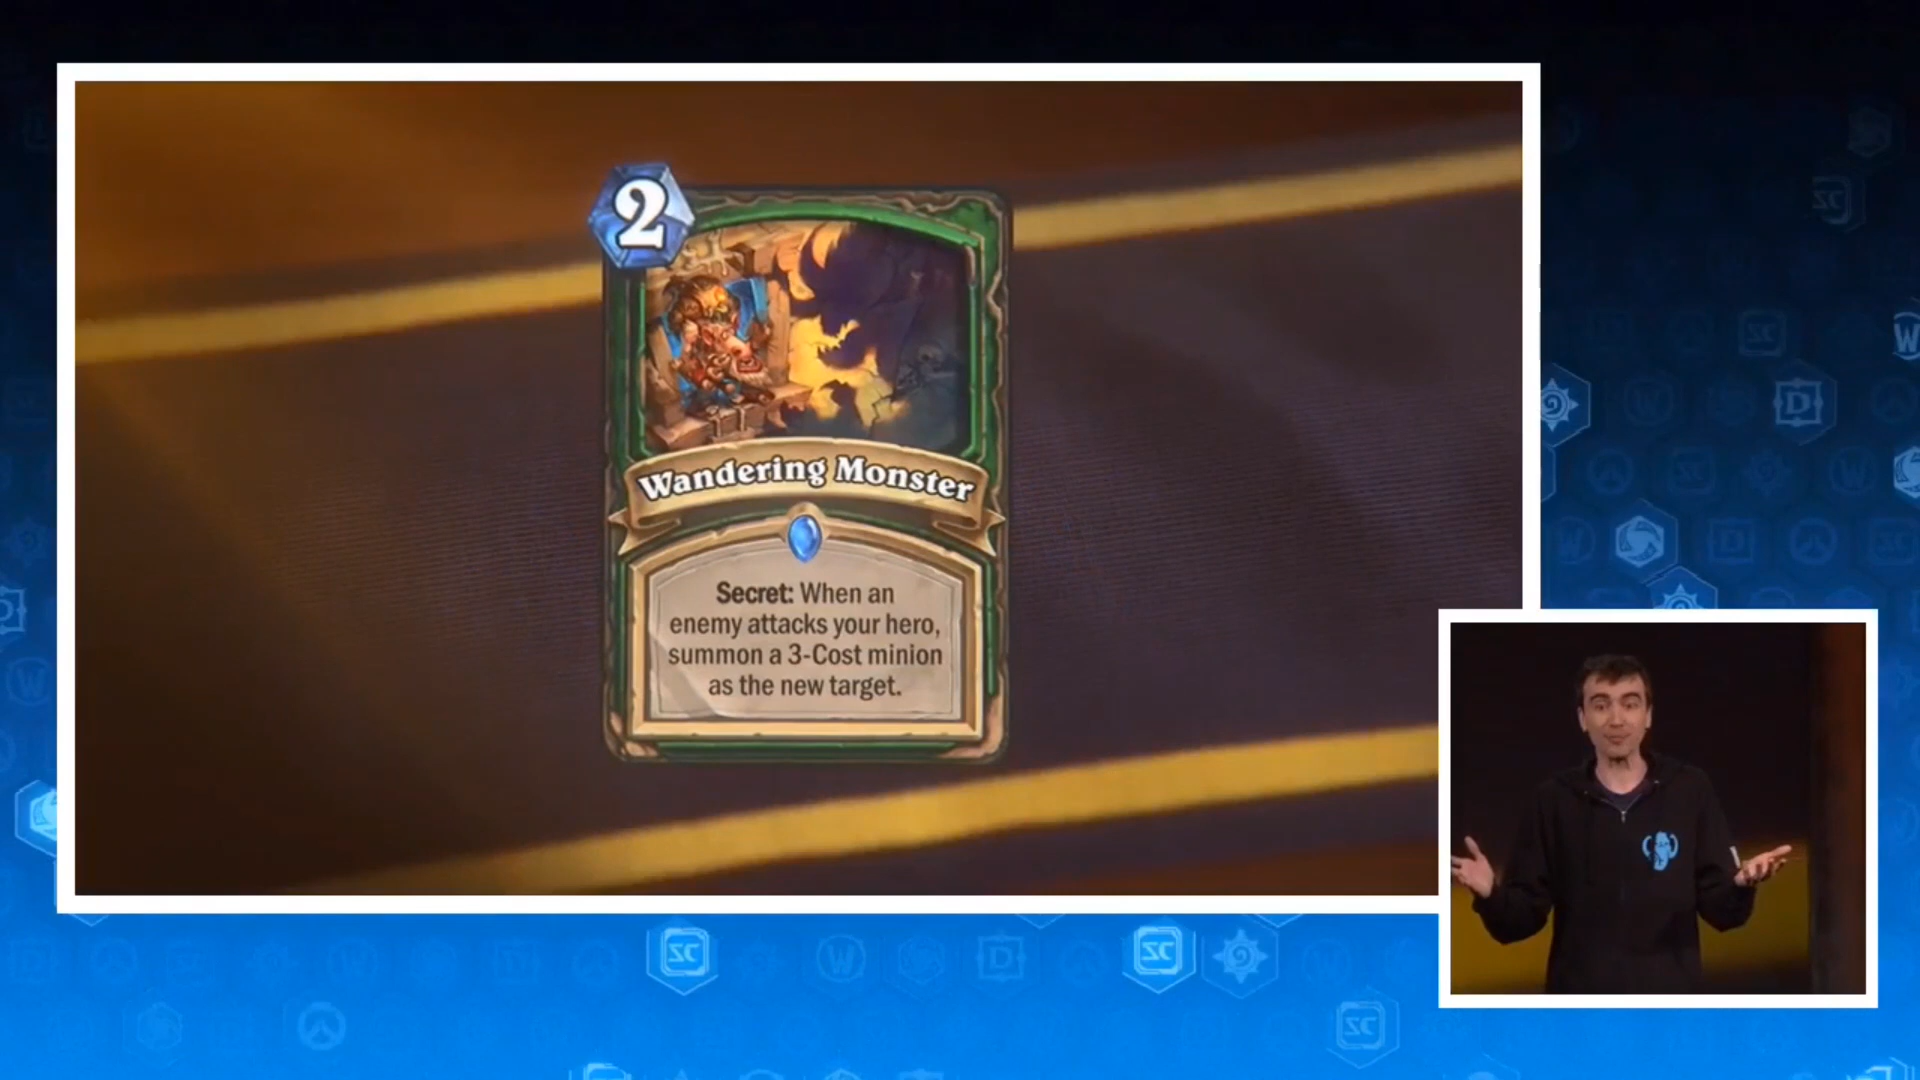 2
Wandering Monster
Secret: When an
enemy attacks your hero,
summon a 3-Cost minion
as the new target.